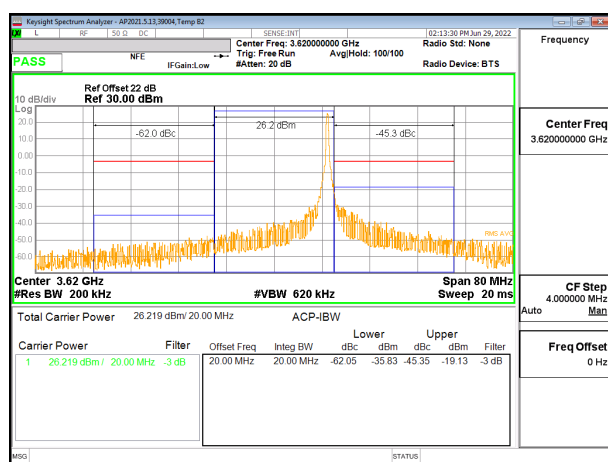 Keysight Spectrum Analyzer - AP2021.5.13,39004,Temp B2
L RF 50 Ω DC SENSE:INT 02:13:30 PM Jun 29, 2022
Center Freq: 3.620000000 GHz Radio Std: None
NFE Trig: Free Run Avg|Hold: 100/100
PASS IFGain:Low #Atten: 20 dB Radio Device: BTS
Frequency
Ref Offset 22 dB
10 dB/div Ref 30.00 dBm
Log
20.0
10.0
0.00
-10.0
-20.0
-30.0
-40.0
-50.0
-60.0
-62.0 dBc 26.2 dBm -45.3 dBc
RMS AVG
Center Freq
3.620000000 GHz
Center 3.62 GHz Span 80 MHz
#Res BW 200 kHz #VBW 620 kHz Sweep 20 ms
CF Step
4.000000 MHz
Auto Man
Freq Offset
0 Hz
Total Carrier Power 26.219 dBm/ 20.00 MHz ACP-IBW
Lower Upper
Carrier Power Filter Offset Freq Integ BW dBc dBm dBc dBm Filter
1 26.219 dBm / 20.00 MHz -3 dB 20.00 MHz 20.00 MHz -62.05 -35.83 -45.35 -19.13 -3 dB
MSG STATUS